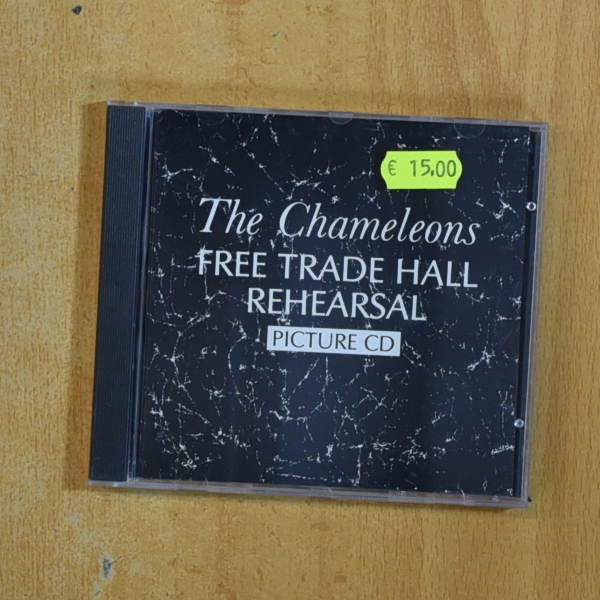 € 15.00
The Chameleons
FREE TRADE HALL
REHEARSAL
PICTURE CD